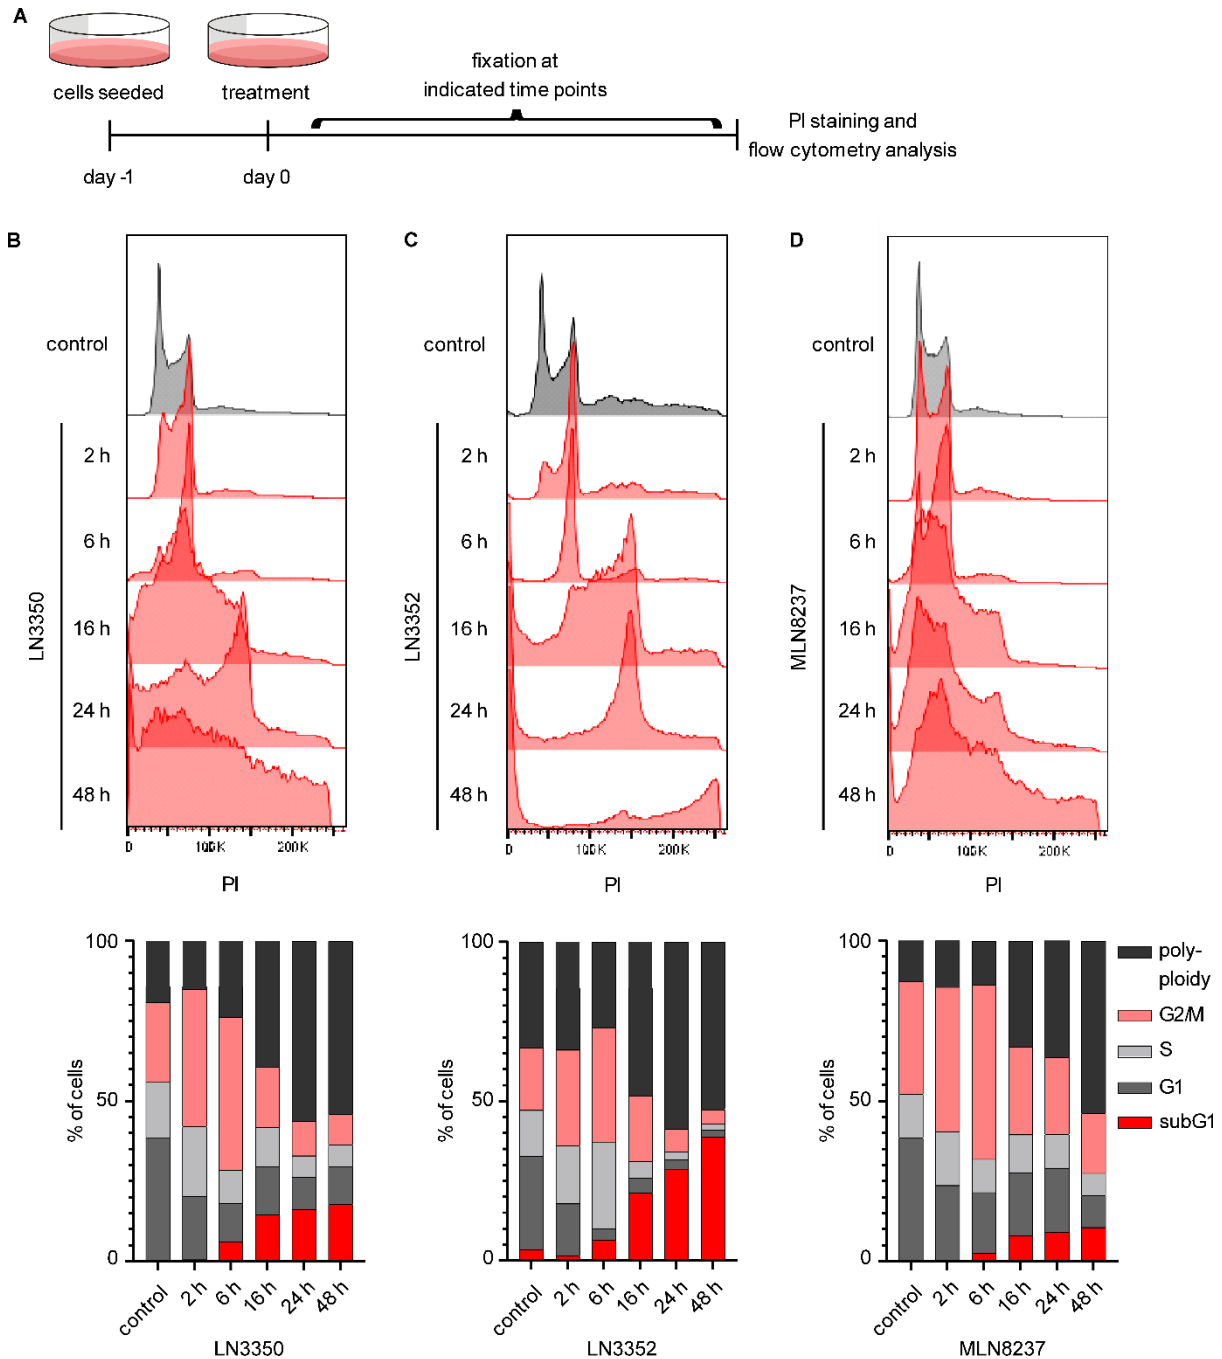 A
cells seeded
treatment
fixation at
indicated time points
PI staining and
flow cytometry analysis
day -1
day 0
B
control
2 h
6 h
16 h
24 h
48 h
LN3350
0
100K
200K
PI
C
control
2 h
6 h
16 h
24 h
48 h
LN3352
0
100K
200K
PI
D
control
2 h
6 h
16 h
24 h
48 h
MLN8237
0
100K
200K
PI
% of cells
100
50
0
control
2 h
6 h
16 h
24 h
48 h
LN3350
% of cells
100
50
0
control
2 h
6 h
16 h
24 h
48 h
LN3352
% of cells
100
50
0
control
2 h
6 h
16 h
24 h
48 h
MLN8237
poly-
ploidy
G2/M
S
G1
subG1